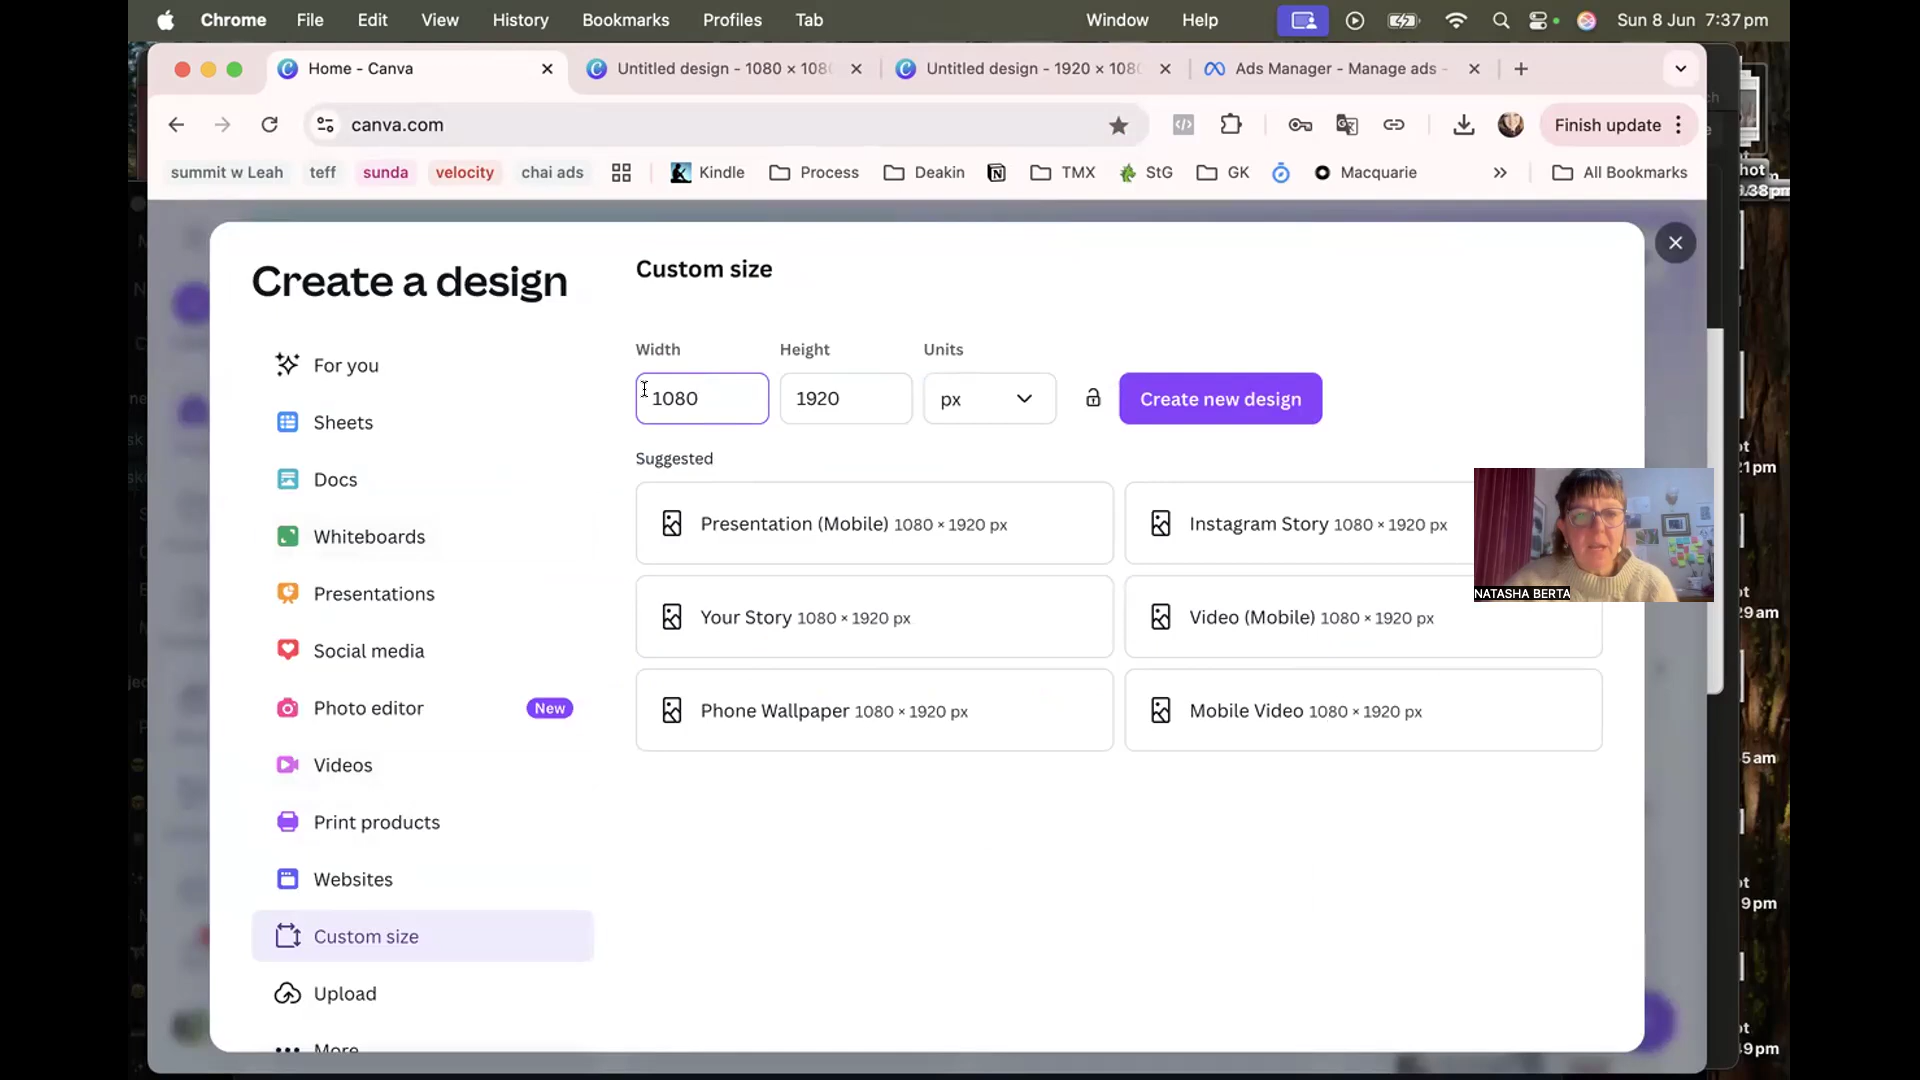 Chrome File Edit View History Bookmarks Profiles Tab Window Help Sun 8 Jun 7:37 pm
Home - Canva Untitled design - 1080 × 108 Untitled design - 1920 × 108 Ads Manager - Manage ads -
canva.com Finish update
summit w Leah teff sunda velocity chai ads Kindle Process Deakin TMX StG GK Macquarie All Bookmarks
Create a design
For you
Sheets
Docs
Whiteboards
Presentations
Social media
Photo editor New
Videos
Print products
Websites
Custom size
Upload
More
Custom size
Width Height Units
1080 1920 px Create new design
Suggested
Presentation (Mobile) 1080 × 1920 px Instagram Story 1080 × 1920 px
Your Story 1080 × 1920 px Video (Mobile) 1080 × 1920 px
Phone Wallpaper 1080 × 1920 px Mobile Video 1080 × 1920 px
NATASHA BERTA